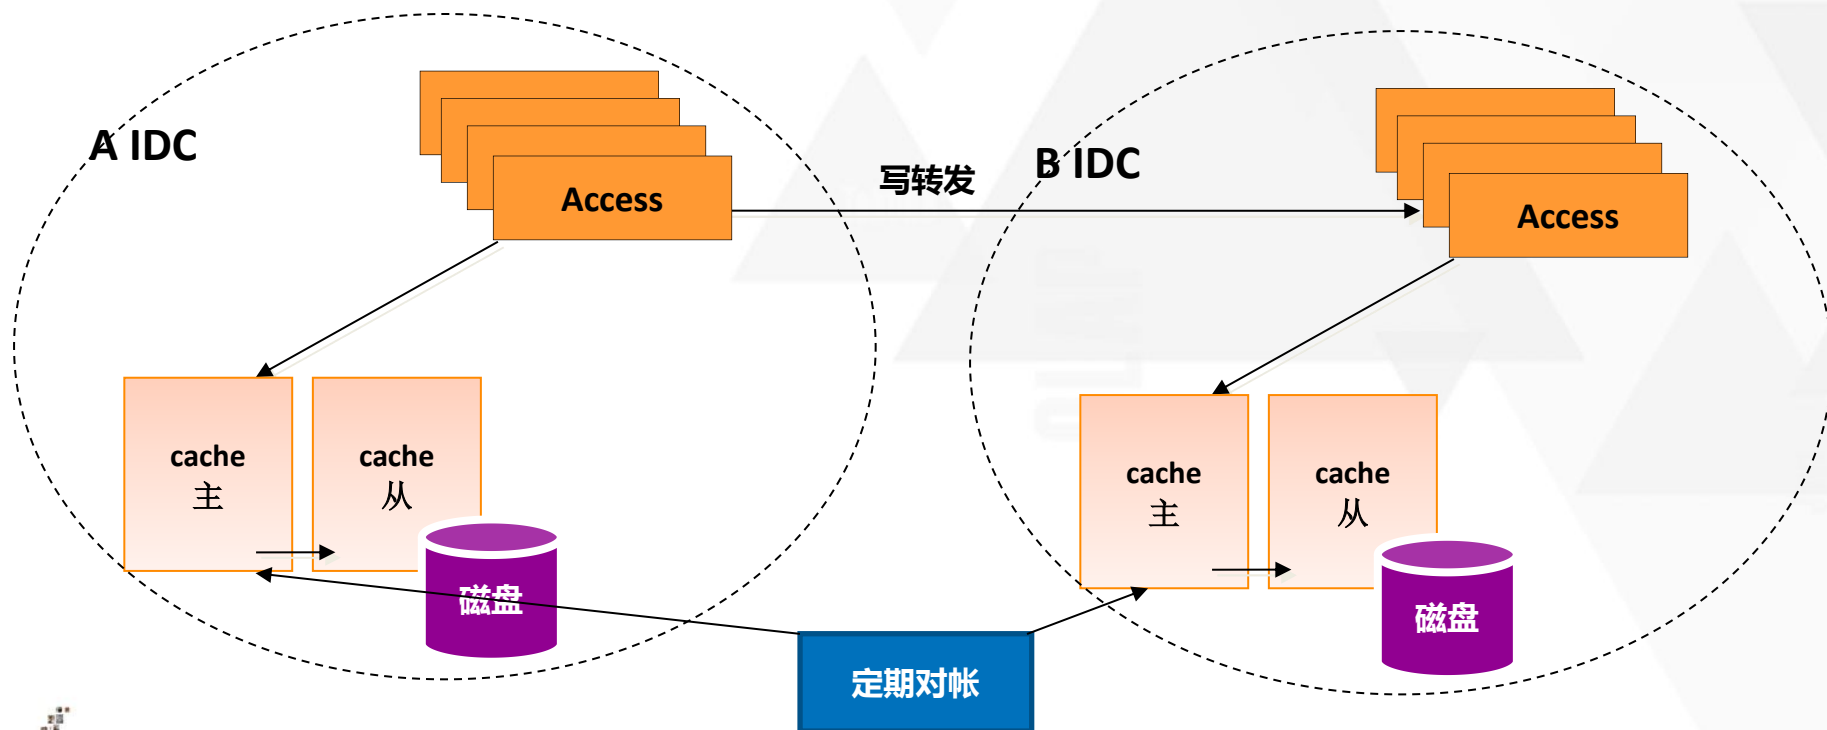 A IDC
Access
写转发
B IDC
Access
cache
主
cache
从
磁盘
cache
主
cache
从
磁盘
定期对帐